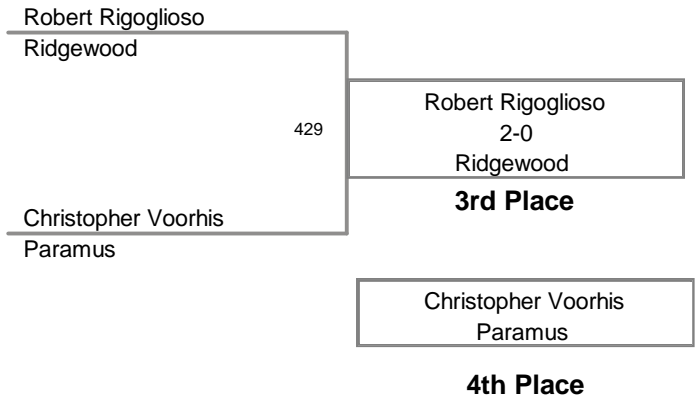 Robert Rigoglioso
Ridgewood
429
Robert Rigoglioso
2-0
Ridgewood
3rd Place
Christopher Voorhis
Paramus
Christopher Voorhis
Paramus
4th Place